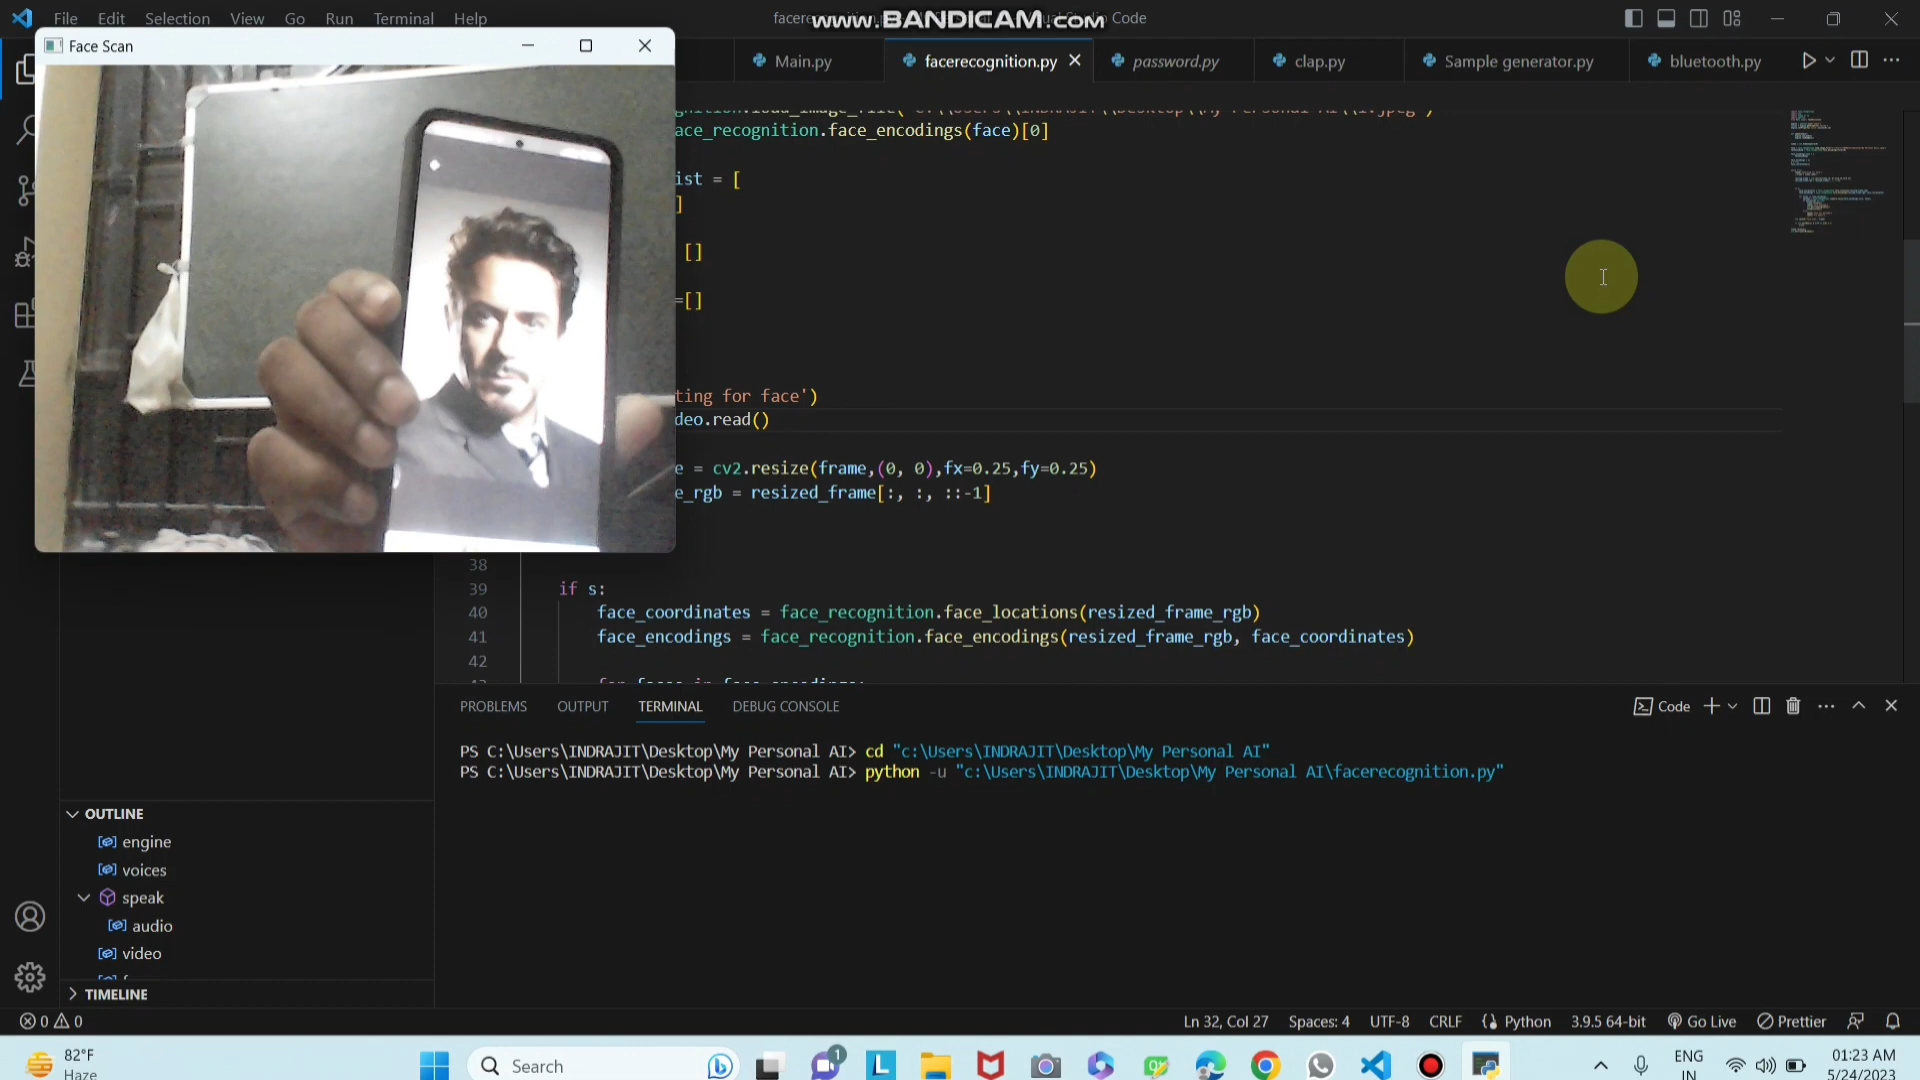 File Edit Selection View Go Run Terminal Help
www.BANDICAM.com
Code
Face Scan
Main.py facerecognition.py password.py clap.py Sample generator.py bluetooth.py
ace_recognition.face_encodings(face)[0]
ist = [
]
[]
=[]
ting for face')
deo.read()
e = cv2.resize(frame,(0, 0),fx=0.25,fy=0.25)
e_rgb = resized_frame[:, :, ::-1]
38
39 if s:
40 face_coordinates = face_recognition.face_locations(resized_frame_rgb)
41 face_encodings = face_recognition.face_encodings(resized_frame_rgb, face_coordinates)
42
PROBLEMS OUTPUT TERMINAL DEBUG CONSOLE Code
PS C:\Users\INDRAJIT\Desktop\My Personal AI> cd "c:\Users\INDRAJIT\Desktop\My Personal AI"
PS C:\Users\INDRAJIT\Desktop\My Personal AI> python -u "c:\Users\INDRAJIT\Desktop\My Personal AI\facerecognition.py"
OUTLINE
engine
voices
speak
audio
video
TIMELINE
0 0 Ln 32, Col 27 Spaces: 4 UTF-8 CRLF Python 3.9.5 64-bit Go Live Prettier
82°F
Haze
Search
1
ENG
IN
01:23 AM
5/24/2023